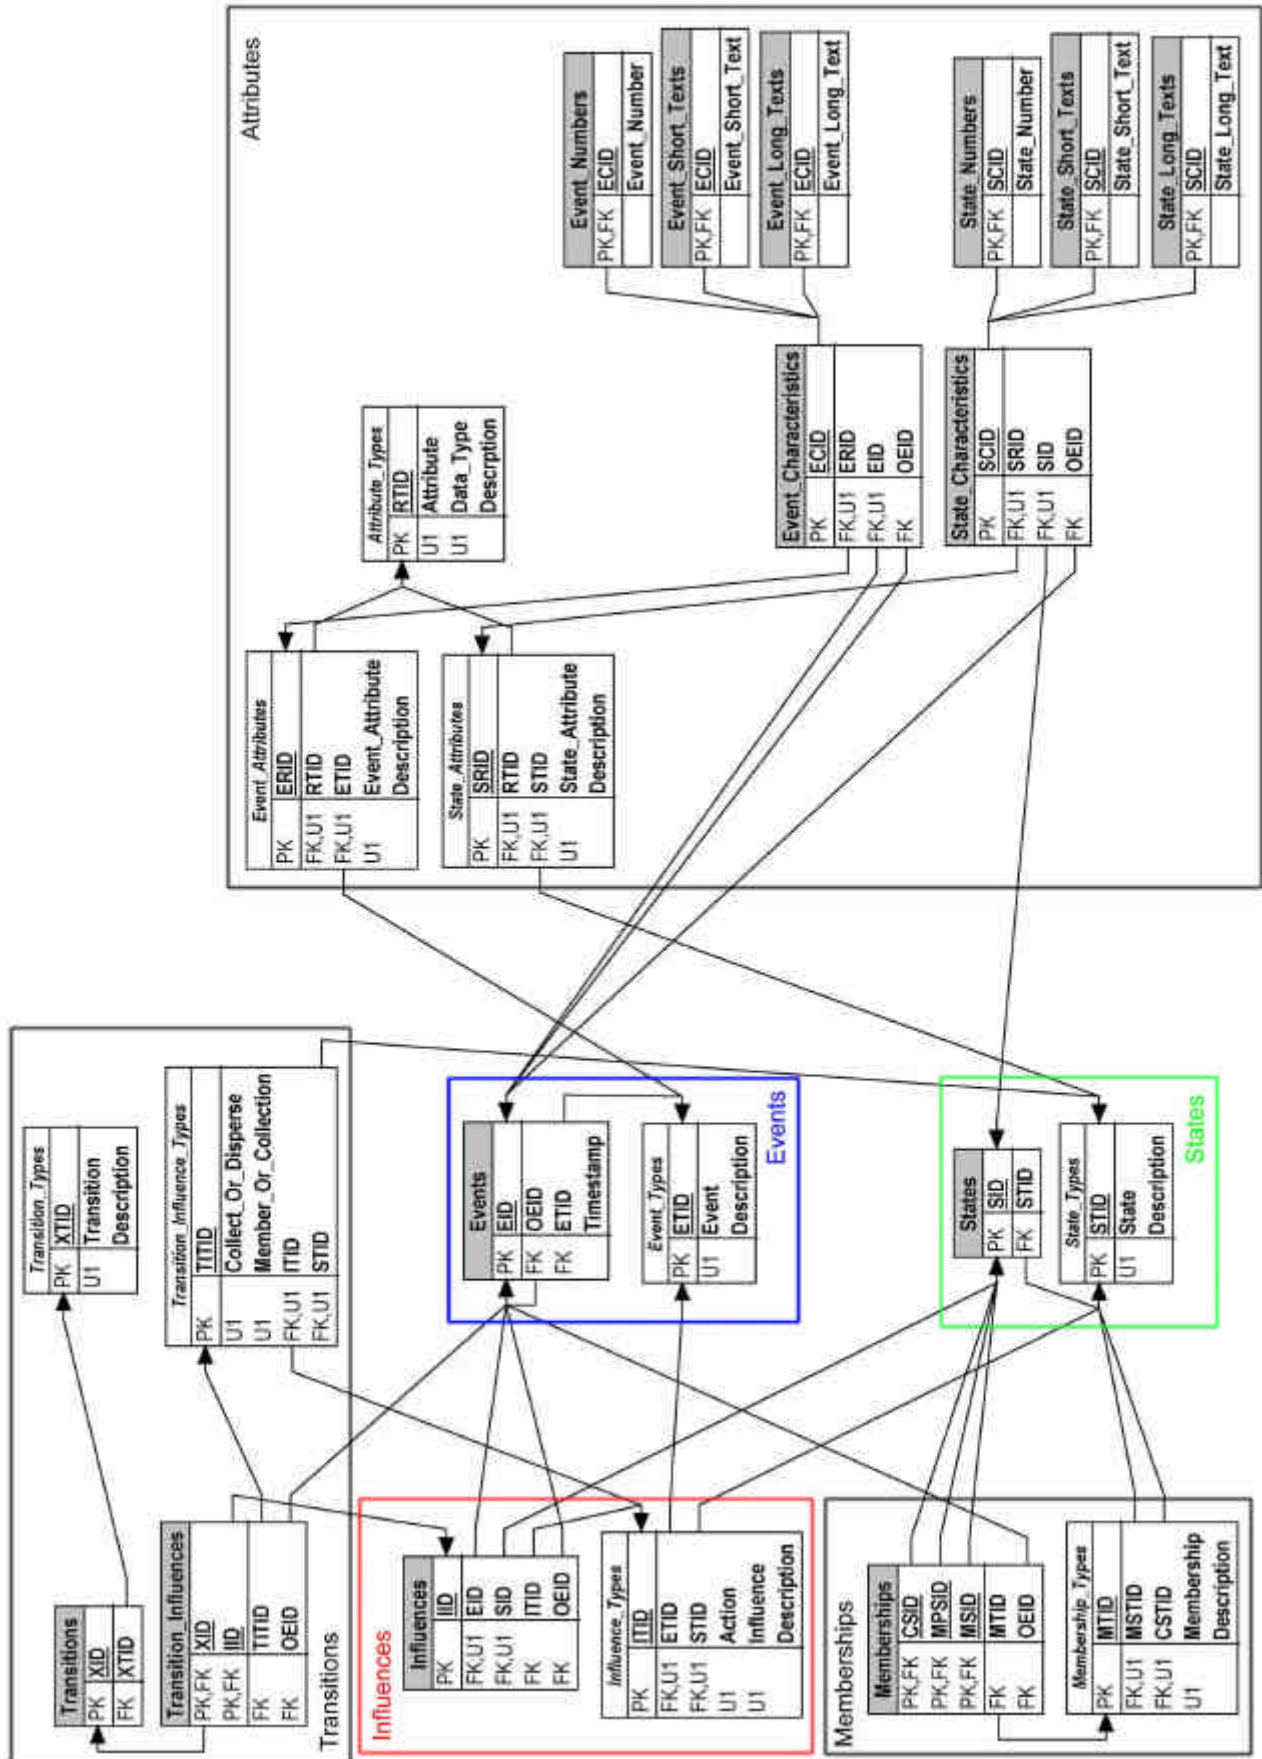 Transitions
PK XID
FK XTID
Transition_Types
PK XTID
U1 Transition
Description
Transition_Influences
PK,FK XID
PK,FK IID
FK TITID
FK OEID
Transition_Influence_Types
PK TITID
U1 Collect_Or_Disperse
U1 Member_Or_Collection
FK,U1 ITID
FK,U1 STID
Transitions
Influences
Influences
PK IID
FK,U1 EID
FK,U1 SID
FK ITID
FK OEID
Influence_Types
PK ITID
FK,U1 ETID
FK,U1 STID
U1 Action
U1 Influence
Description
Memberships
Memberships
PK,FK CSID
PK,FK MPSID
PK,FK MSID
FK MTID
FK OEID
Membership_Types
PK MTID
FK,U1 MSTID
FK,U1 CSTID
U1 Membership
Description
Events
PK EID
FK OEID
FK ETID
Timestamp
Event_Types
PK ETID
U1 Event
Description
Events
States
PK SID
FK STID
State_Types
PK STID
U1 State
Description
States
Attributes
Event_Attributes
PK ERID
FK,U1 RTID
FK,U1 ETID
U1 Event_Attribute
Description
State_Attributes
PK SRID
FK,U1 RTID
FK,U1 STID
U1 State_Attribute
Description
Attribute_Types
PK RTID
U1 Attribute
U1 Data_Type
Descrption
Event_Characteristics
PK ECID
FK,U1 ERID
FK,U1 EID
FK OEID
State_Characteristics
PK SCID
FK,U1 SRID
FK,U1 SID
FK OEID
Event_Numbers
PK,FK ECID
Event_Number
Event_Short_Texts
PK,FK ECID
Event_Short_Text
Event_Long_Texts
PK,FK ECID
Event_Long_Text
State_Numbers
PK,FK SCID
State_Number
State_Short_Texts
PK,FK SCID
State_Short_Text
State_Long_Texts
PK,FK SCID
State_Long_Text